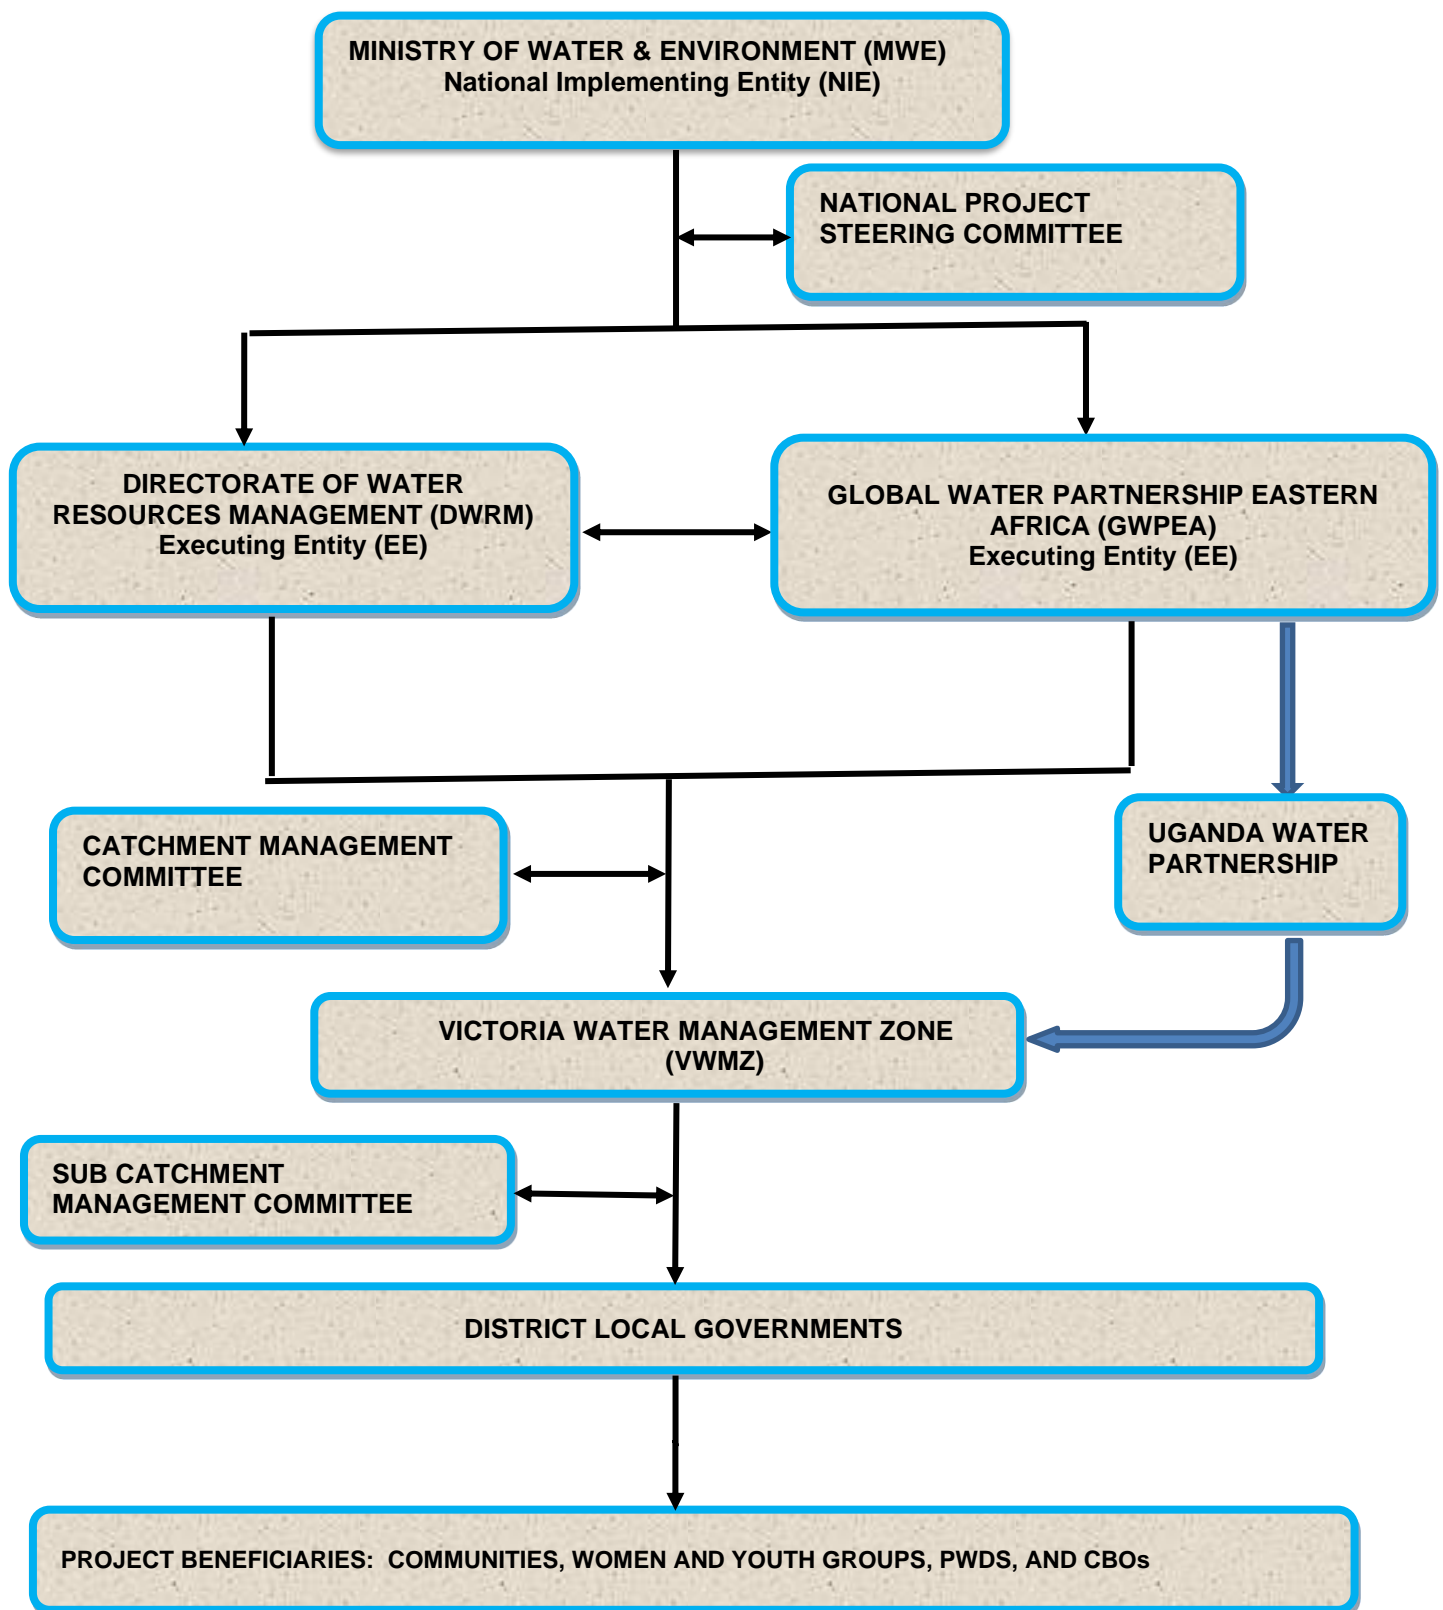 MINISTRY OF WATER & ENVIRONMENT (MWE)
National Implementing Entity (NIE)
NATIONAL PROJECT
STEERING COMMITTEE
DIRECTORATE OF WATER
RESOURCES MANAGEMENT (DWRM)
Executing Entity (EE)
GLOBAL WATER PARTNERSHIP EASTERN
AFRICA (GWPEA)
Executing Entity (EE)
CATCHMENT MANAGEMENT
COMMITTEE
UGANDA WATER
PARTNERSHIP
VICTORIA WATER MANAGEMENT ZONE
(VWMZ)
SUB CATCHMENT
MANAGEMENT COMMITTEE
DISTRICT LOCAL GOVERNMENTS
PROJECT BENEFICIARIES:  COMMUNITIES, WOMEN AND YOUTH GROUPS, PWDS, AND CBOs